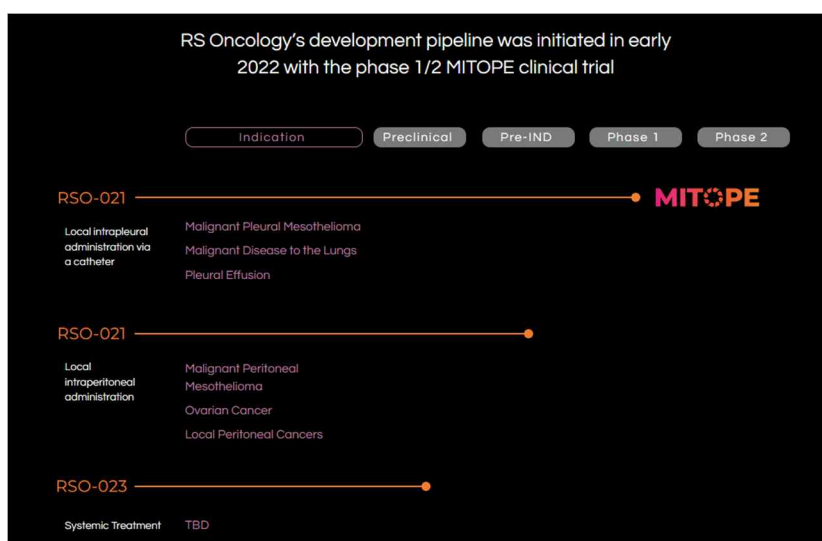 RS Oncology's development pipeline was initiated in early
2022 with the phase 1/2 MITOPE clinical trial
Indication
Preclinical
Pre-IND
Phase 1
Phase 2
RSO-021
MITOPE
Local intrapleural
administration via
a catheter
Malignant Pleural Mesothelioma
Malignant Disease to the Lungs
Pleural Effusion
RSO-021
Local
intraperitoneal
administration
Malignant Peritoneal
Mesothelioma
Ovarian Cancer
Local Peritoneal Cancers
RSO-023
Systemic Treatment
TBD